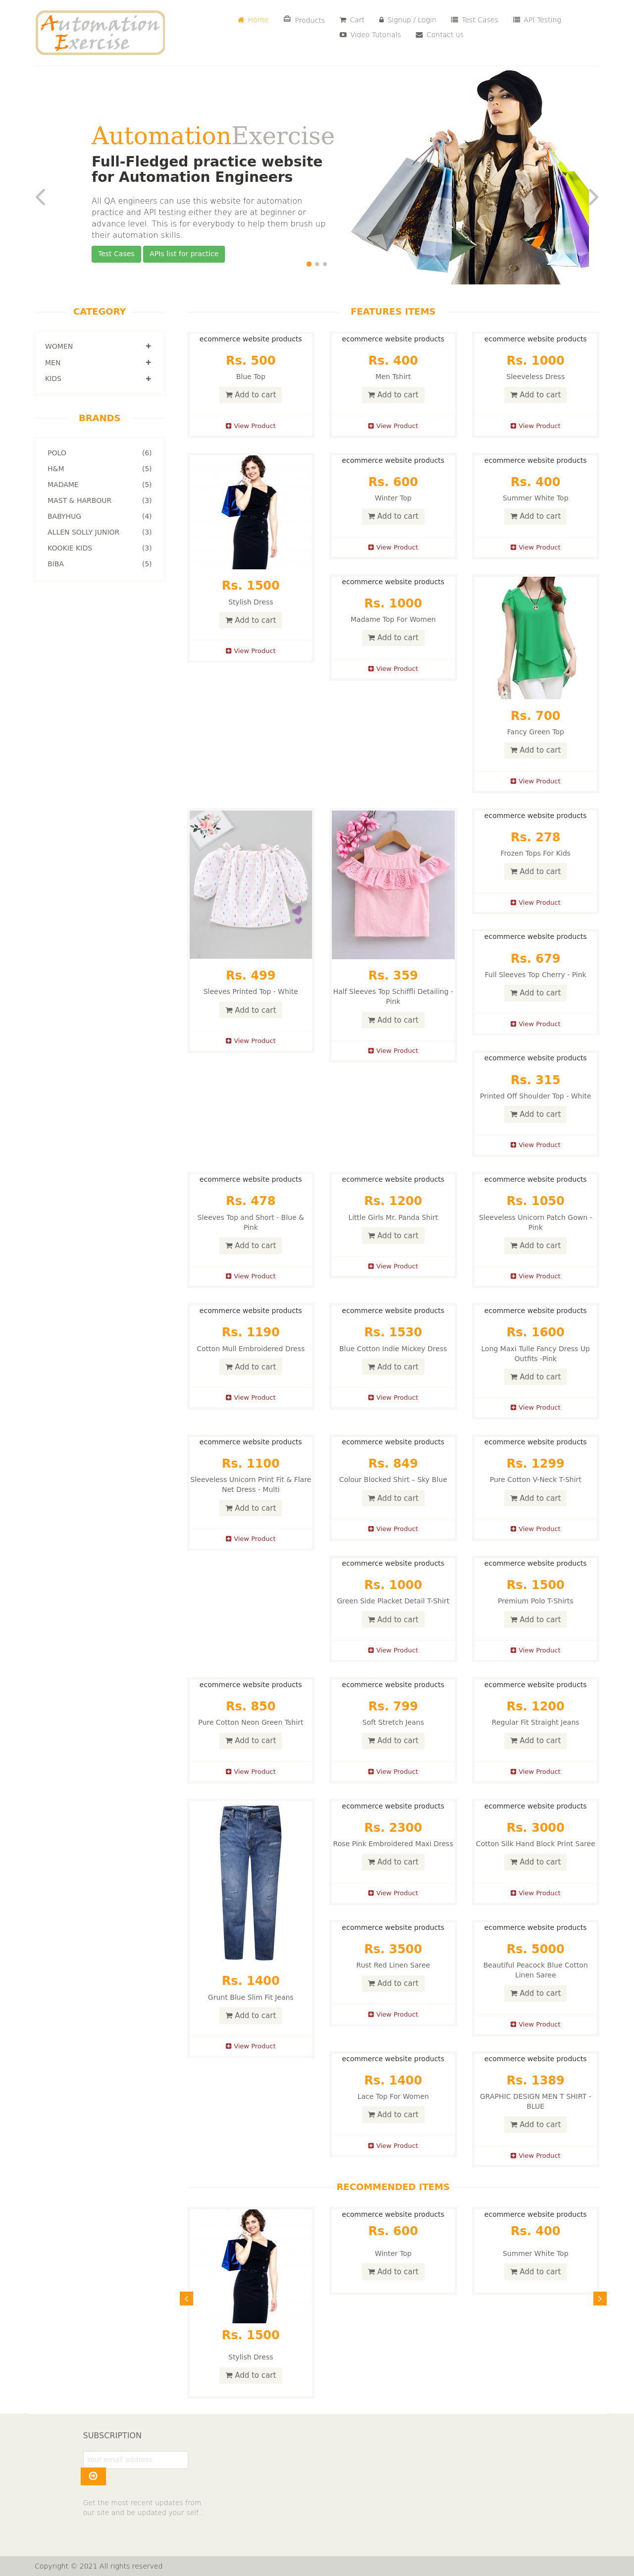 Automation
Exercise
Home
Products
Cart
Signup / Login
Test Cases
API Testing
Video Tutorials
Contact us
AutomationExercise
Full-Fledged practice website
for Automation Engineers
All QA engineers can use this website for automation
practice and API testing either they are at beginner or
advance level. This is for everybody to help them brush up
their automation skills.
Test Cases
APIs list for practice
CATEGORY
WOMEN
MEN
KIDS
BRANDS
POLO (6)
H&M (5)
MADAME (5)
MAST & HARBOUR (3)
BABYHUG (4)
ALLEN SOLLY JUNIOR (3)
KOOKIE KIDS (3)
BIBA (5)
FEATURES ITEMS
ecommerce website products
Rs. 500
Blue Top
Add to cart
View Product
ecommerce website products
Rs. 400
Men Tshirt
Add to cart
View Product
ecommerce website products
Rs. 1000
Sleeveless Dress
Add to cart
View Product
Rs. 1500
Stylish Dress
Add to cart
View Product
ecommerce website products
Rs. 600
Winter Top
Add to cart
View Product
ecommerce website products
Rs. 400
Summer White Top
Add to cart
View Product
ecommerce website products
Rs. 1000
Madame Top For Women
Add to cart
View Product
Rs. 700
Fancy Green Top
Add to cart
View Product
Rs. 499
Sleeves Printed Top - White
Add to cart
View Product
Rs. 359
Half Sleeves Top Schiffli Detailing -
Pink
Add to cart
View Product
ecommerce website products
Rs. 278
Frozen Tops For Kids
Add to cart
View Product
ecommerce website products
Rs. 679
Full Sleeves Top Cherry - Pink
Add to cart
View Product
ecommerce website products
Rs. 315
Printed Off Shoulder Top - White
Add to cart
View Product
ecommerce website products
Rs. 478
Sleeves Top and Short - Blue &
Pink
Add to cart
View Product
ecommerce website products
Rs. 1200
Little Girls Mr. Panda Shirt
Add to cart
View Product
ecommerce website products
Rs. 1050
Sleeveless Unicorn Patch Gown -
Pink
Add to cart
View Product
ecommerce website products
Rs. 1190
Cotton Mull Embroidered Dress
Add to cart
View Product
ecommerce website products
Rs. 1530
Blue Cotton Indie Mickey Dress
Add to cart
View Product
ecommerce website products
Rs. 1600
Long Maxi Tulle Fancy Dress Up
Outfits -Pink
Add to cart
View Product
ecommerce website products
Rs. 1100
Sleeveless Unicorn Print Fit & Flare
Net Dress - Multi
Add to cart
View Product
ecommerce website products
Rs. 849
Colour Blocked Shirt – Sky Blue
Add to cart
View Product
ecommerce website products
Rs. 1299
Pure Cotton V-Neck T-Shirt
Add to cart
View Product
ecommerce website products
Rs. 1000
Green Side Placket Detail T-Shirt
Add to cart
View Product
ecommerce website products
Rs. 1500
Premium Polo T-Shirts
Add to cart
View Product
ecommerce website products
Rs. 850
Pure Cotton Neon Green Tshirt
Add to cart
View Product
ecommerce website products
Rs. 799
Soft Stretch Jeans
Add to cart
View Product
ecommerce website products
Rs. 1200
Regular Fit Straight Jeans
Add to cart
View Product
Rs. 1400
Grunt Blue Slim Fit Jeans
Add to cart
View Product
ecommerce website products
Rs. 2300
Rose Pink Embroidered Maxi Dress
Add to cart
View Product
ecommerce website products
Rs. 3000
Cotton Silk Hand Block Print Saree
Add to cart
View Product
ecommerce website products
Rs. 3500
Rust Red Linen Saree
Add to cart
View Product
ecommerce website products
Rs. 5000
Beautiful Peacock Blue Cotton
Linen Saree
Add to cart
View Product
ecommerce website products
Rs. 1400
Lace Top For Women
Add to cart
View Product
ecommerce website products
Rs. 1389
GRAPHIC DESIGN MEN T SHIRT -
BLUE
Add to cart
View Product
RECOMMENDED ITEMS
Rs. 1500
Stylish Dress
Add to cart
ecommerce website products
Rs. 600
Winter Top
Add to cart
ecommerce website products
Rs. 400
Summer White Top
Add to cart
SUBSCRIPTION
Your email address
Get the most recent updates from
our site and be updated your self.
Copyright © 2021 All rights reserved